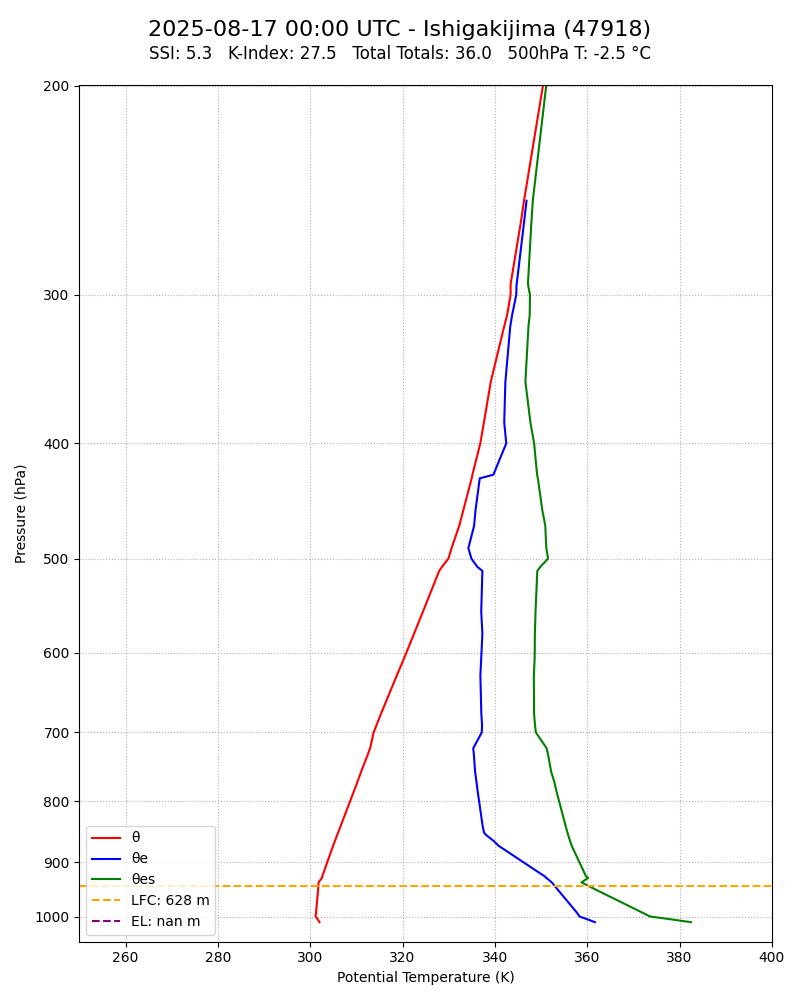 2025-08-17 00:00 UTC - Ishigakijima (47918)
SSI: 5.3   K-Index: 27.5   Total Totals: 36.0   500hPa T: -2.5 °C
200
300
400
500
600
700
800
900
1000
Pressure (hPa)
θ
θe
θes
LFC: 628 m
EL: nan m
260 280 300 320 340 360 380 400
Potential Temperature (K)